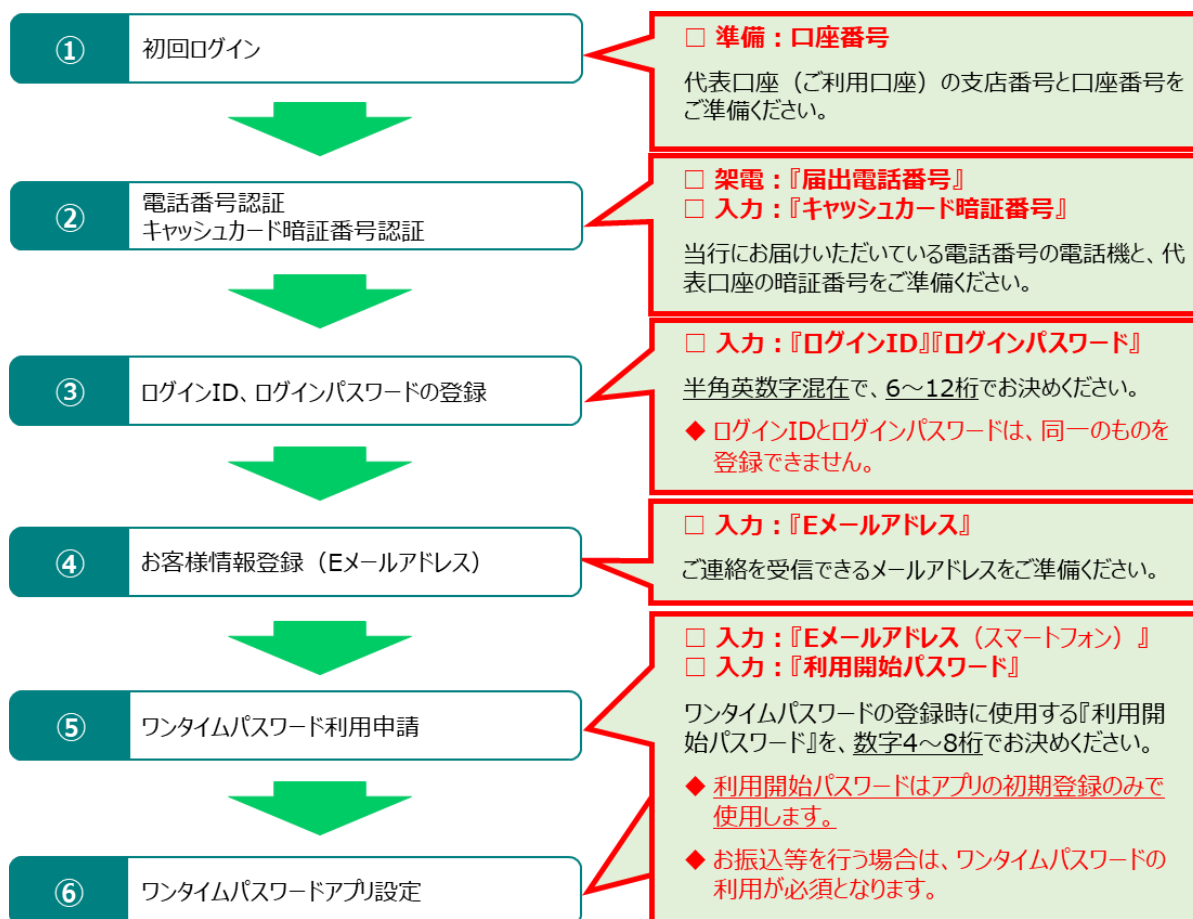 ① 初回ログイン
□ 準備：口座番号
代表口座（ご利用口座）の支店番号と口座番号を
ご準備ください。
② 電話番号認証
キャッシュカード暗証番号認証
□ 架電：『届出電話番号』
□ 入力：『キャッシュカード暗証番号』
当行にお届けいただいている電話番号の電話機と、代
表口座の暗証番号をご準備ください。
③ ログインID、ログインパスワードの登録
□ 入力：『ログインID』『ログインパスワード』
半角英数字混在で、6～12桁でお決めください。
◆ ログインIDとログインパスワードは、同一のものを
登録できません。
④ お客様情報登録（Eメールアドレス）
□ 入力：『Eメールアドレス』
ご連絡を受信できるメールアドレスをご準備ください。
⑤ ワンタイムパスワード利用申請
□ 入力：『Eメールアドレス（スマートフォン）』
□ 入力：『利用開始パスワード』
ワンタイムパスワードの登録時に使用する『利用開
始パスワード』を、数字4～8桁でお決めください。
◆ 利用開始パスワードはアプリの初期登録のみで
使用します。
◆ お振込等を行う場合は、ワンタイムパスワードの
利用が必須となります。
⑥ ワンタイムパスワードアプリ設定